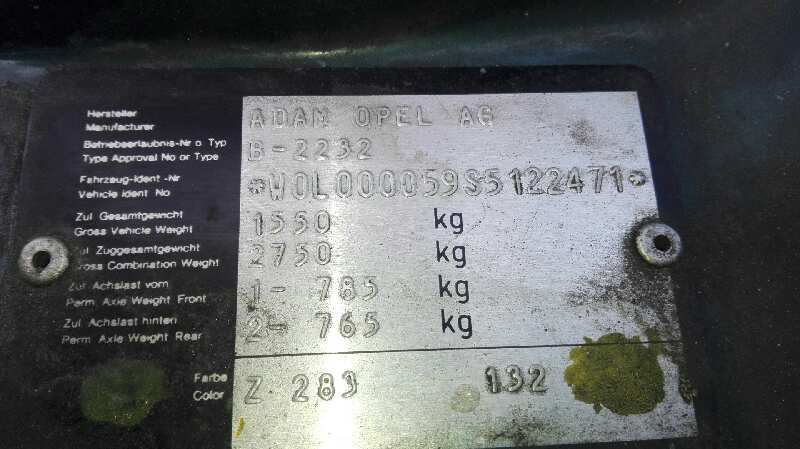 Hersteller
Manufacturer ADAM OPEL AG
Betriebserlaubnis-Nr o Typ
Type Approval No or Type B-2232
Fahrzeug-Ident -Nr
Vehicle Ident No *W0L000059S5122471*
Zul Gesamtgewicht
Gross Vehicle Weight 1550 kg
Zul Zuggesamtgewicht
Gross Combination Weight 2750 kg
Zul Achslast vorn
Perm Axle Weight Front 1- 785 kg
Zul Achslast hinten
Perm Axle Weight Rear 2- 765 kg
Farbe
Color Z 283 132